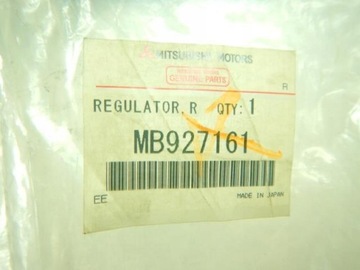 MITSUBISHI MOTORS
GENUINE PARTS
R
REGULATOR,R QTY:1
MB927161
EE
MADE IN JAPAN